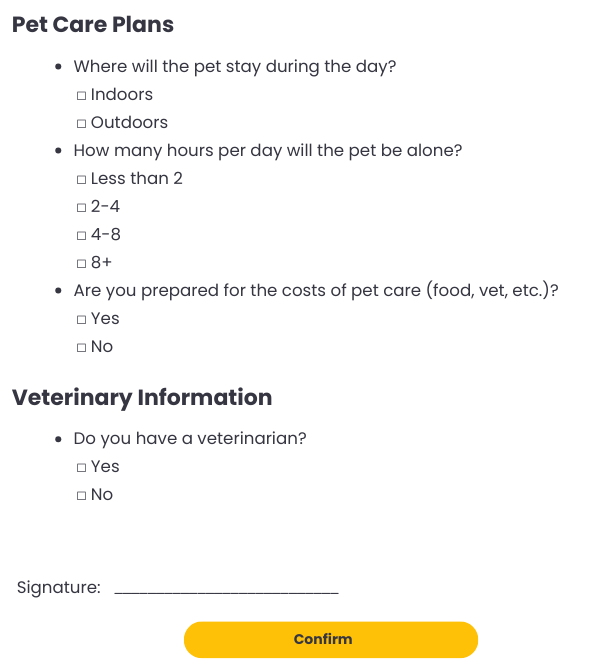 Pet Care Plans
• Where will the pet stay during the day?
□ Indoors
□ Outdoors
• How many hours per day will the pet be alone?
□ Less than 2
□ 2-4
□ 4-8
□ 8+
• Are you prepared for the costs of pet care (food, vet, etc.)?
□ Yes
□ No
Veterinary Information
• Do you have a veterinarian?
□ Yes
□ No
Signature: ___________________________
Confirm